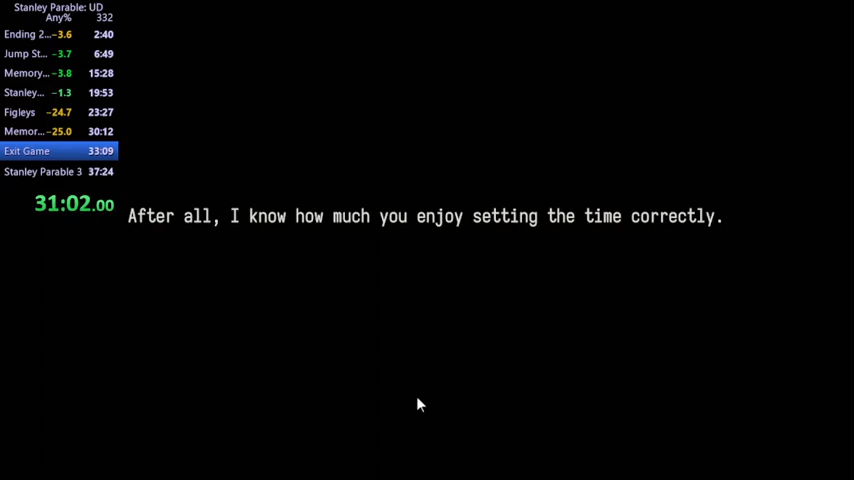 Stanley Parable: UD
Any% 332
Ending 2... -3.6 2:40
Jump St... -3.7 6:49
Memory... -3.8 15:28
Stanley... -1.3 19:53
Figleys -24.7 23:27
Memor... -25.0 30:12
Exit Game 33:09
Stanley Parable 3 37:24
31:02.00
After all, I know how much you enjoy setting the time correctly.